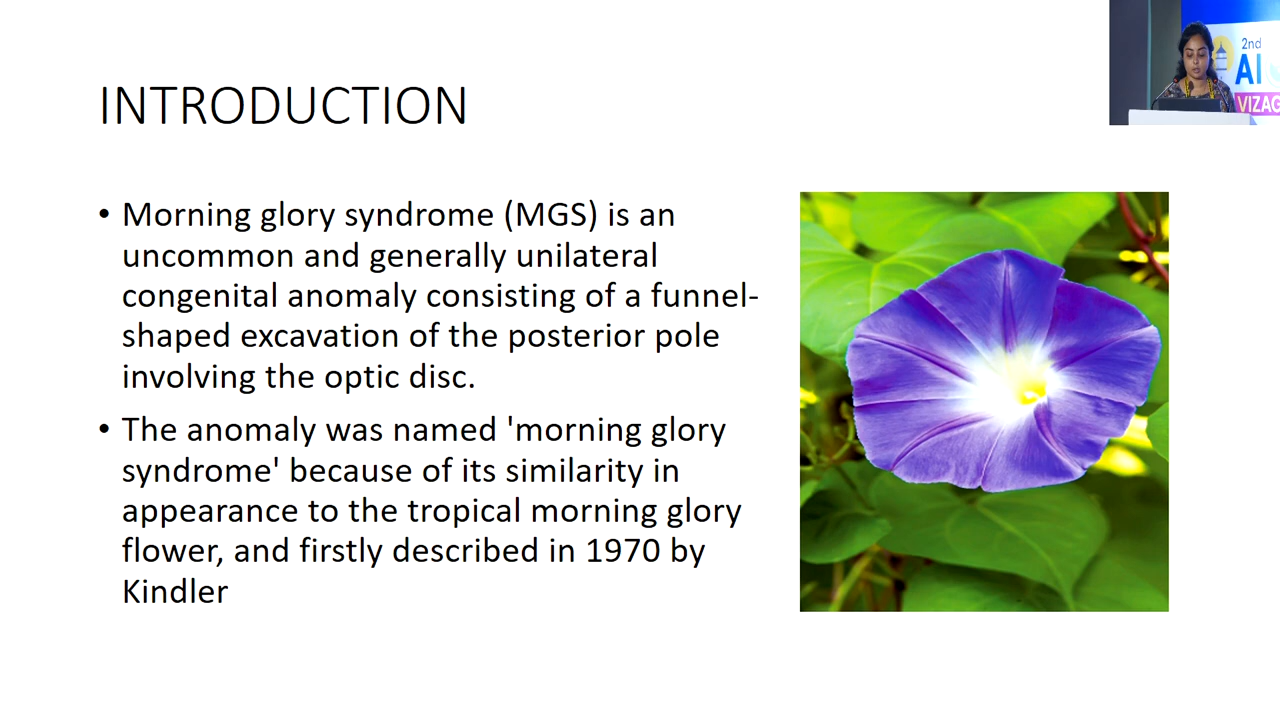 2nd
AI
VIZAG
INTRODUCTION
• Morning glory syndrome (MGS) is an
uncommon and generally unilateral
congenital anomaly consisting of a funnel-
shaped excavation of the posterior pole
involving the optic disc.
• The anomaly was named 'morning glory
syndrome' because of its similarity in
appearance to the tropical morning glory
flower, and firstly described in 1970 by
Kindler